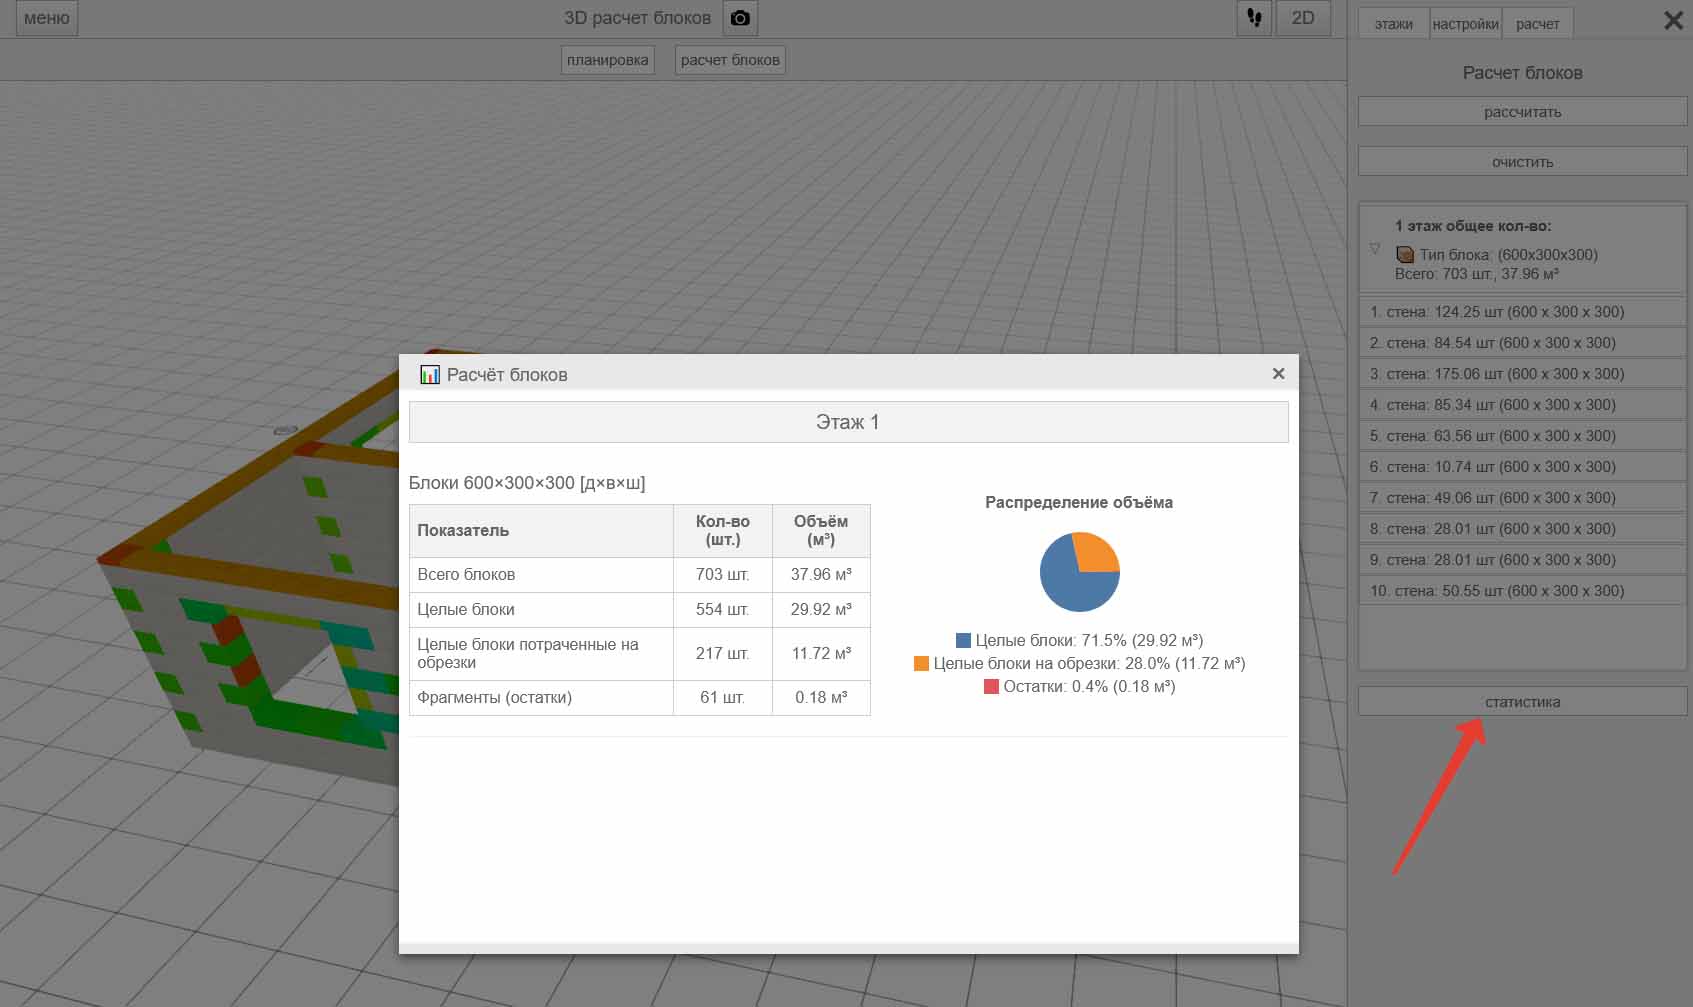 меню
3D расчет блоков
2D
планировка
расчет блоков
этажи
настройки
расчет
Расчет блоков
рассчитать
очистить
1 этаж общее кол-во:
Тип блока: (600x300x300)
Всего: 703 шт., 37.96 м³
1. стена: 124.25 шт (600 x 300 x 300)
2. стена: 84.54 шт (600 x 300 x 300)
3. стена: 175.06 шт (600 x 300 x 300)
4. стена: 85.34 шт (600 x 300 x 300)
5. стена: 63.56 шт (600 x 300 x 300)
6. стена: 10.74 шт (600 x 300 x 300)
7. стена: 49.06 шт (600 x 300 x 300)
8. стена: 28.01 шт (600 x 300 x 300)
9. стена: 28.01 шт (600 x 300 x 300)
10. стена: 50.55 шт (600 x 300 x 300)
статистика
Расчёт блоков
Этаж 1
Блоки 600×300×300 [д×в×ш]
Показатель
Кол-во
(шт.)
Объём
(м³)
Всего блоков 703 шт. 37.96 м³
Целые блоки 554 шт. 29.92 м³
Целые блоки потраченные на
обрезки
217 шт. 11.72 м³
Фрагменты (остатки) 61 шт. 0.18 м³
Распределение объёма
Целые блоки: 71.5% (29.92 м³)
Целые блоки на обрезки: 28.0% (11.72 м³)
Остатки: 0.4% (0.18 м³)